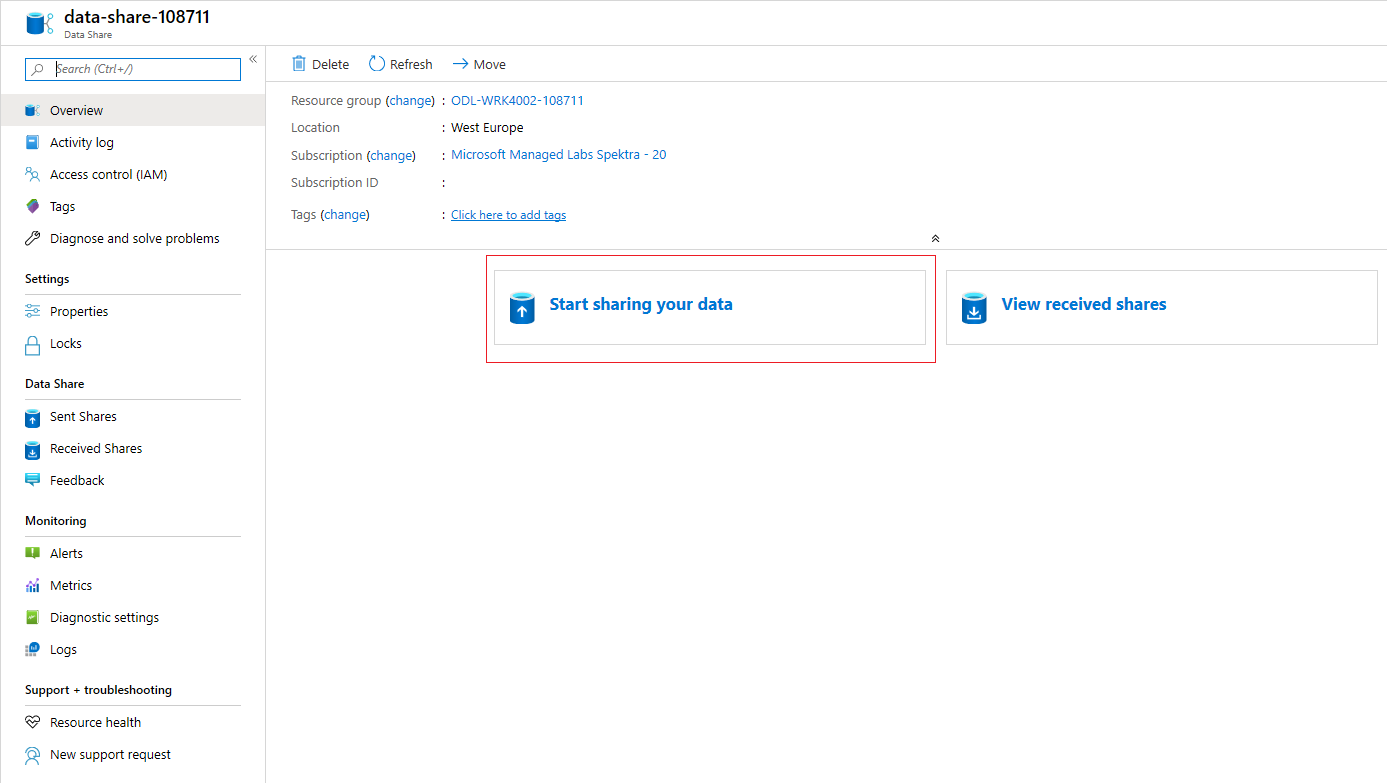 data-share-108711
Data Share
Search (Ctrl+/)
«
Overview
Activity log
Access control (IAM)
Tags
Diagnose and solve problems
Settings
Properties
Locks
Data Share
Sent Shares
Received Shares
Feedback
Monitoring
Alerts
Metrics
Diagnostic settings
Logs
Support + troubleshooting
Resource health
New support request
Delete Refresh Move
Resource group (change) : ODL-WRK4002-108711
Location : West Europe
Subscription (change) : Microsoft Managed Labs Spektra - 20
Subscription ID :
Tags (change) : Click here to add tags
Start sharing your data
View received shares